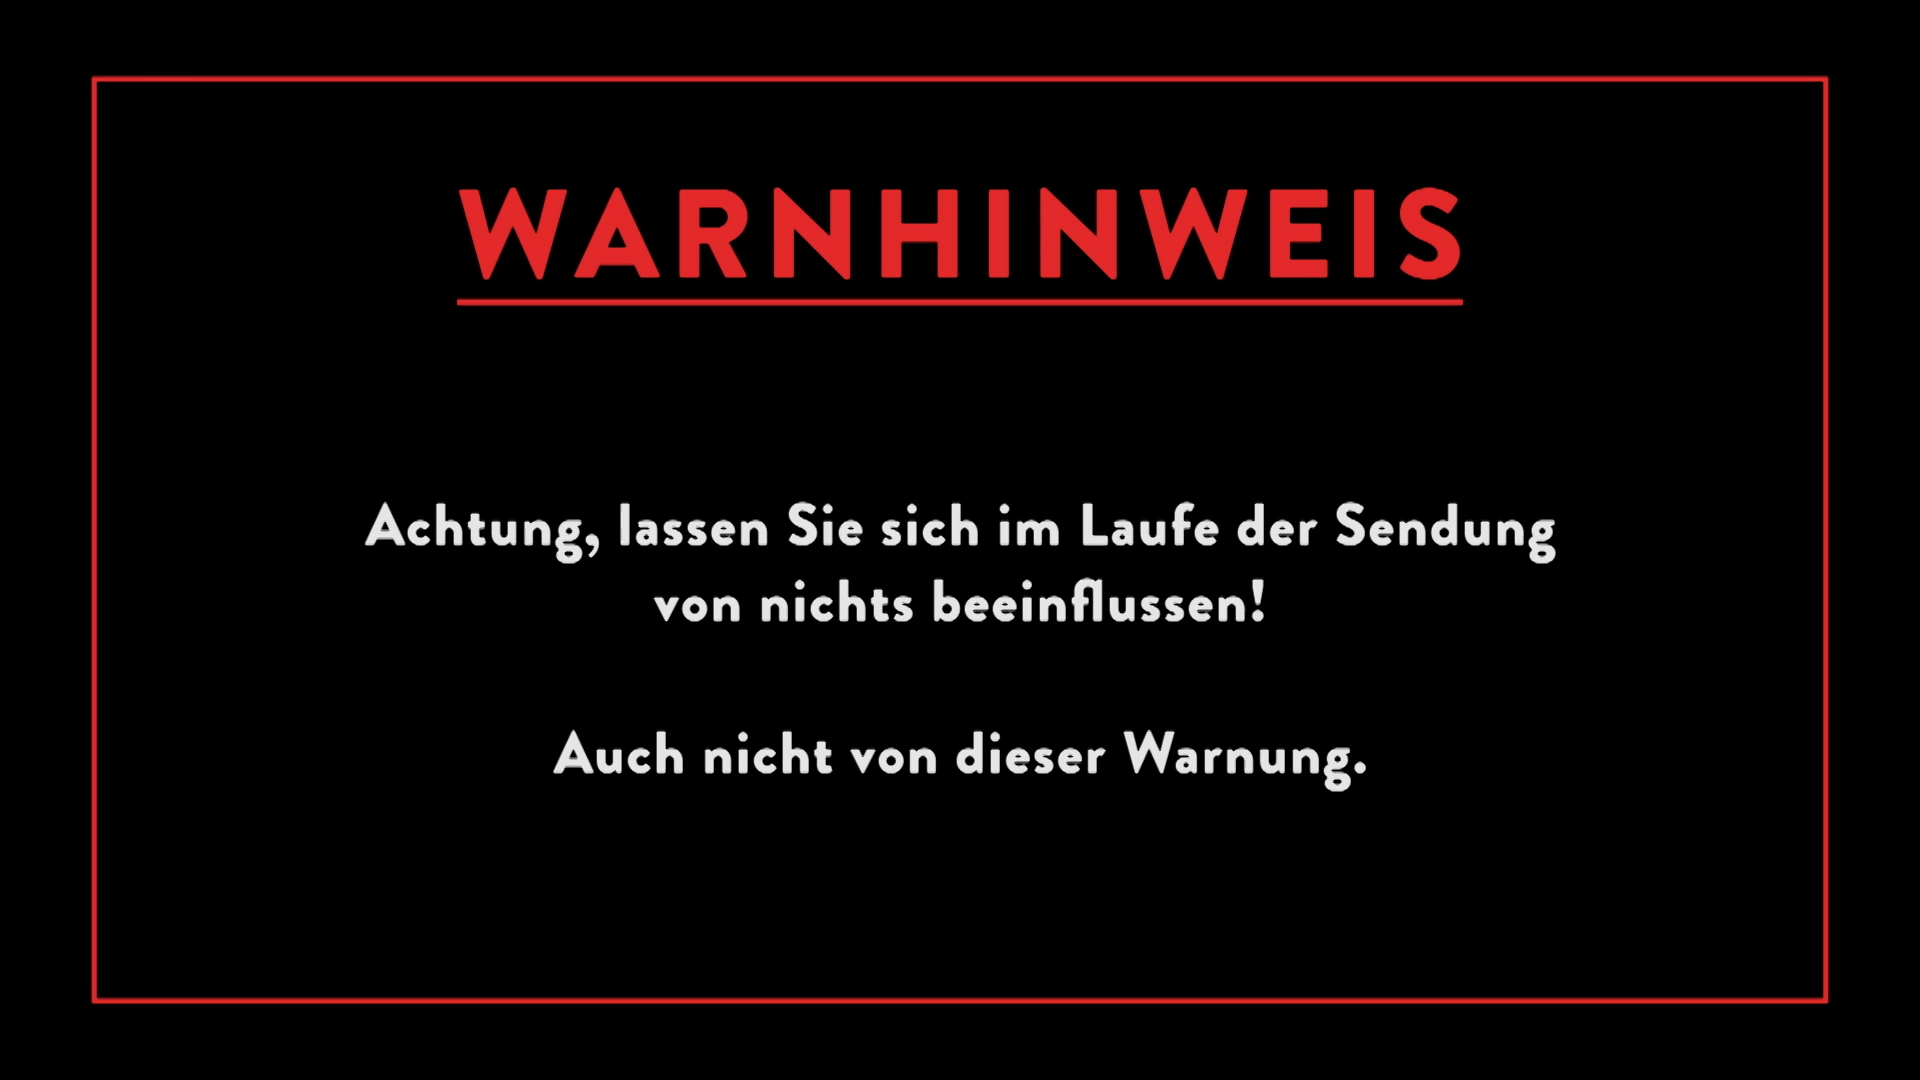 WARNHINWEIS
Achtung, lassen Sie sich im Laufe der Sendung
von nichts beeinflussen!
Auch nicht von dieser Warnung.